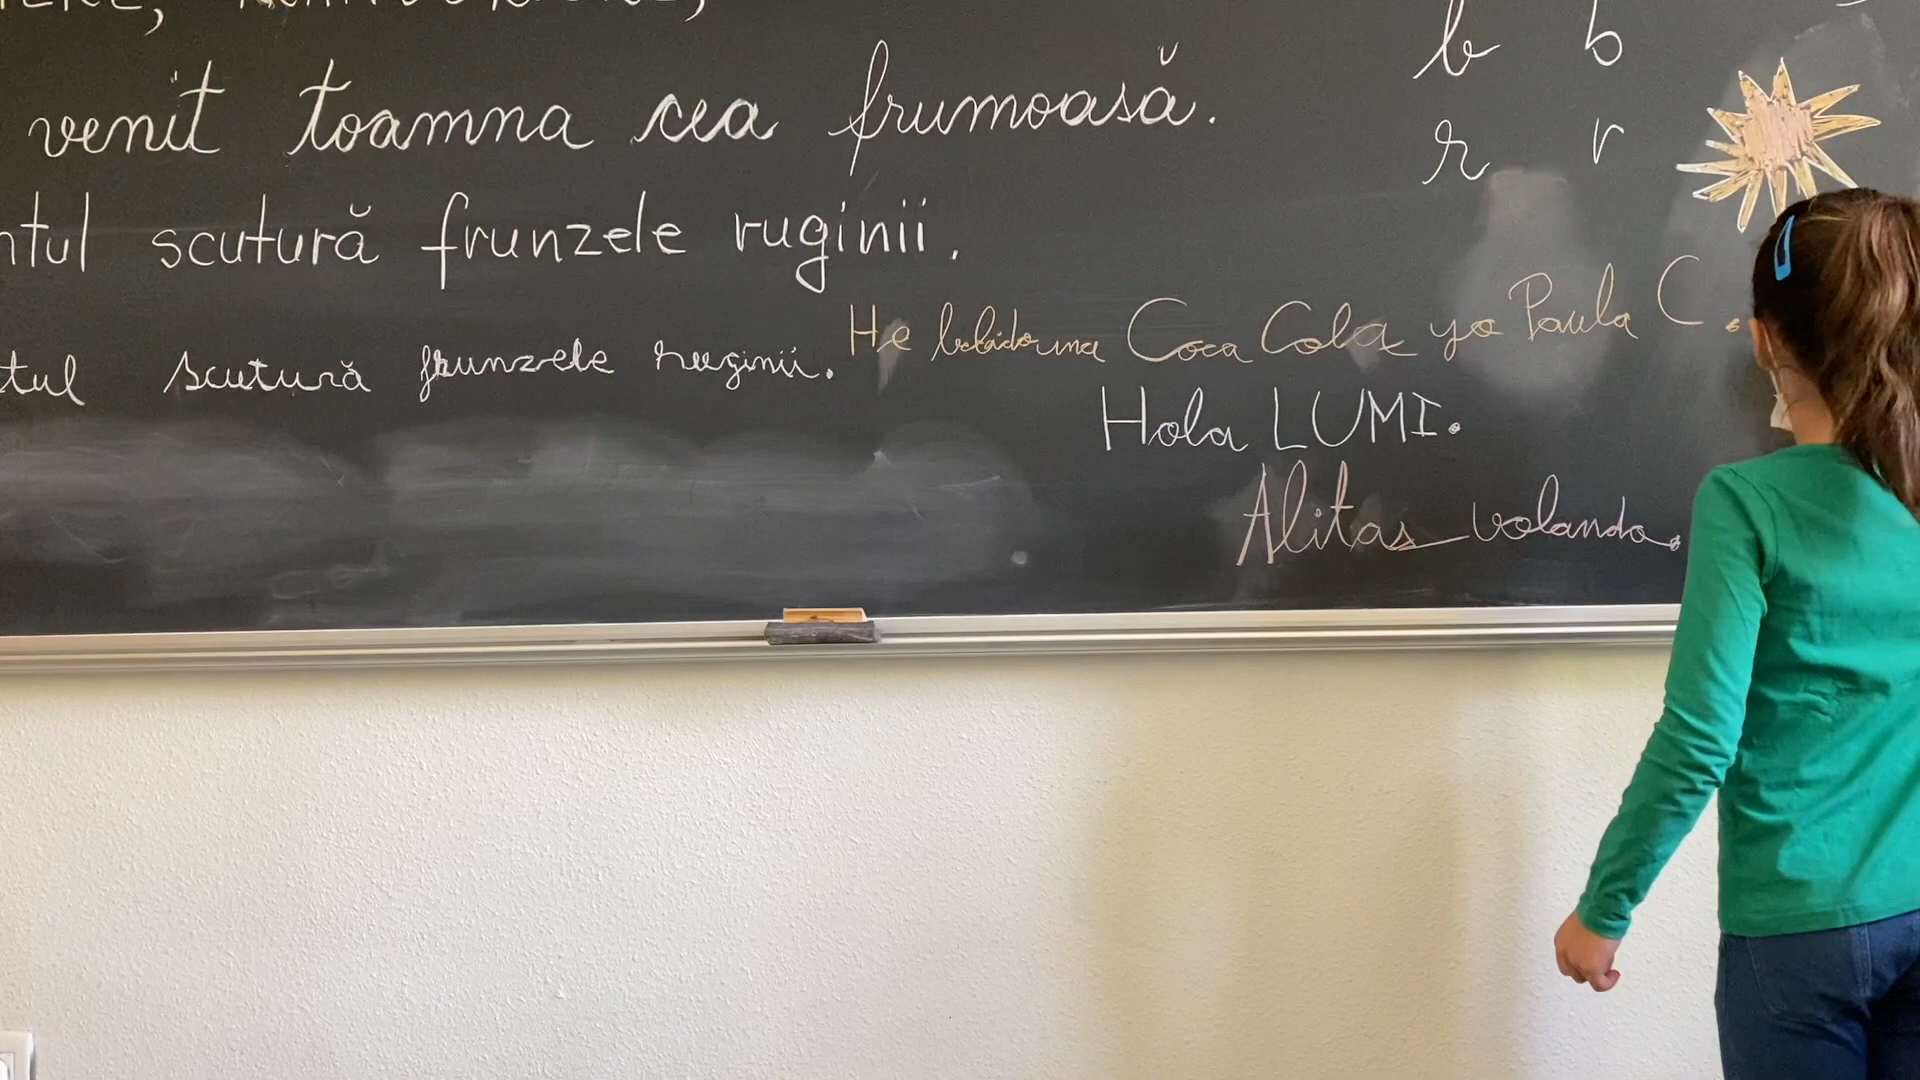 venit toamna cea frumoasă.
ntul scutură frunzele ruginii.
tul scutură frunzele ruginii.
b b
r r
He bebido una Coca Cola yo Paula C.
Hola LUMI.
Alitas volando.